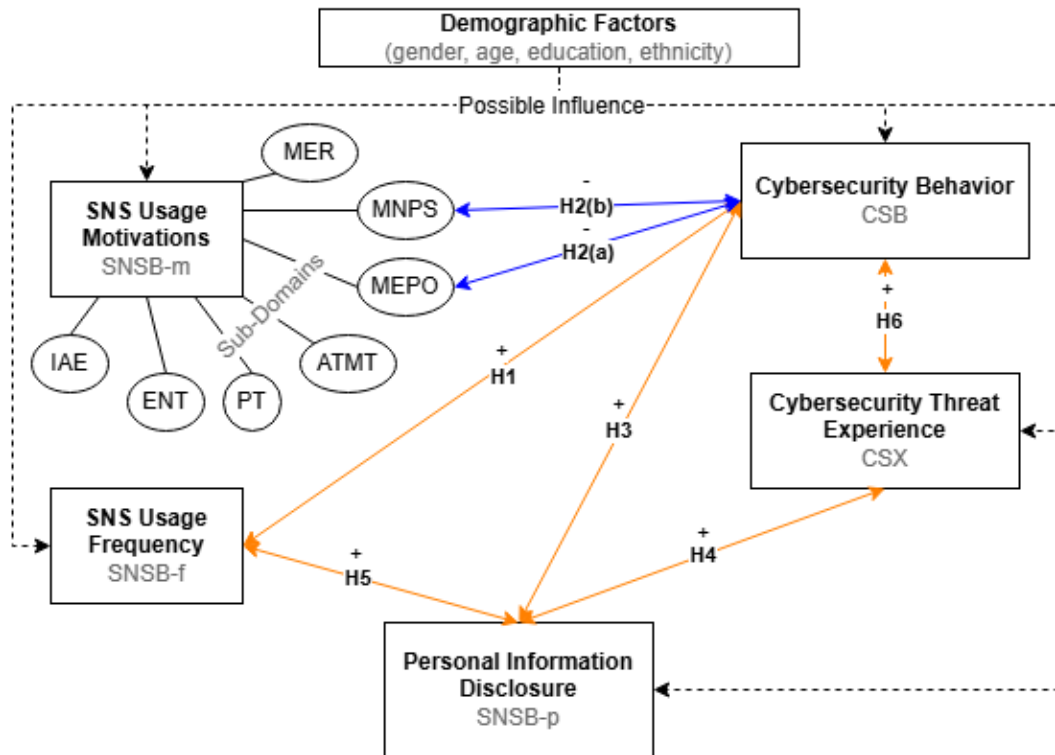 Demographic Factors
(gender, age, education, ethnicity)
Possible Influence
MER
SNS Usage
Motivations
SNSB-m
MNPS
MEPO
Sub-Domains
IAE
ENT
PT
ATMT
-
H2(b)
-
H2(a)
Cybersecurity Behavior
CSB
+
H6
+
H1
+
H3
Cybersecurity Threat
Experience
CSX
SNS Usage
Frequency
SNSB-f
+
H5
+
H4
Personal Information
Disclosure
SNSB-p